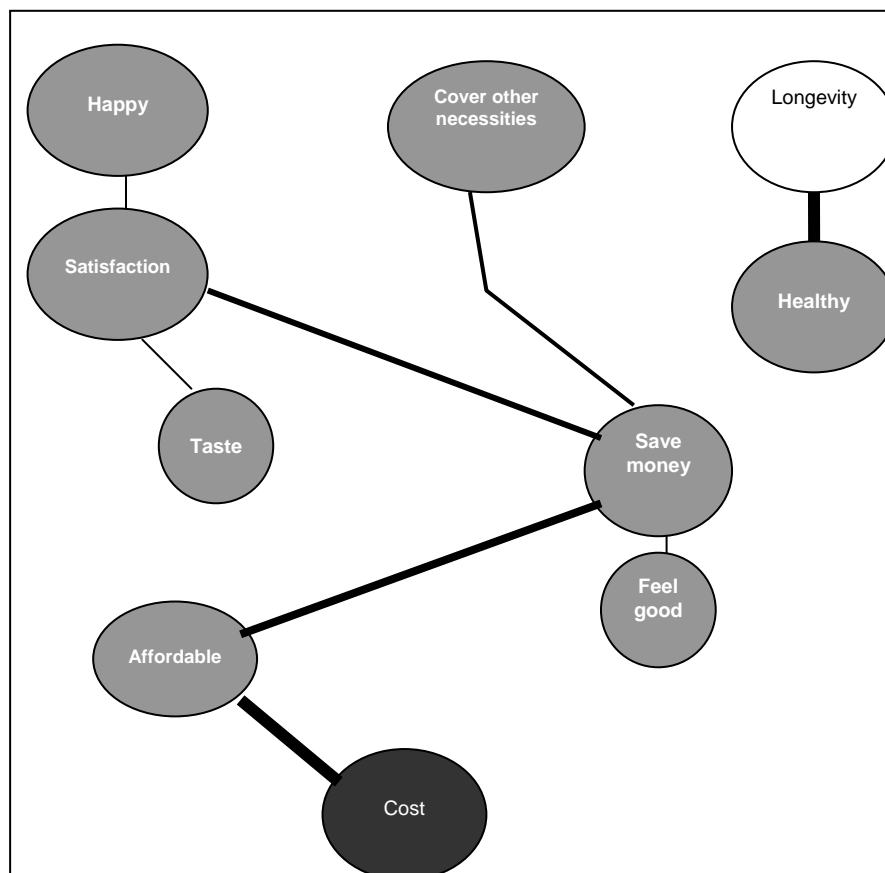 Happy
Cover other
necessities
Longevity
Satisfaction
Healthy
Taste
Save
money
Feel
good
Affordable
Cost